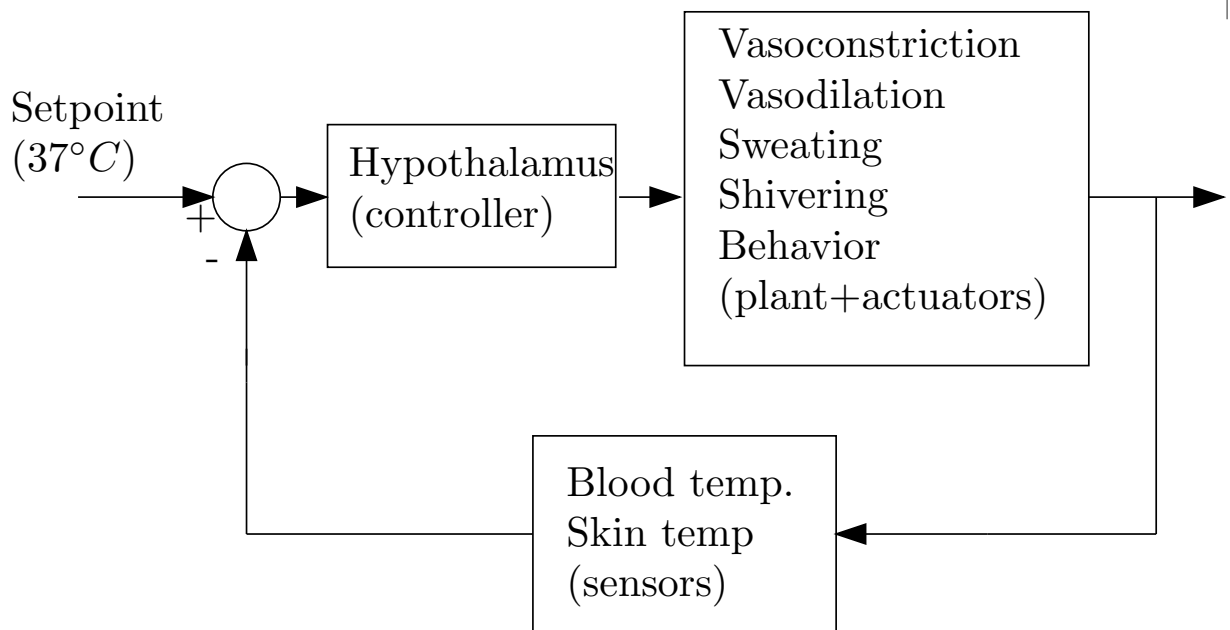 Setpoint
(37°C)
+
-
Hypothalamus
(controller)
Vasoconstriction
Vasodilation
Sweating
Shivering
Behavior
(plant+actuators)
Blood temp.
Skin temp
(sensors)